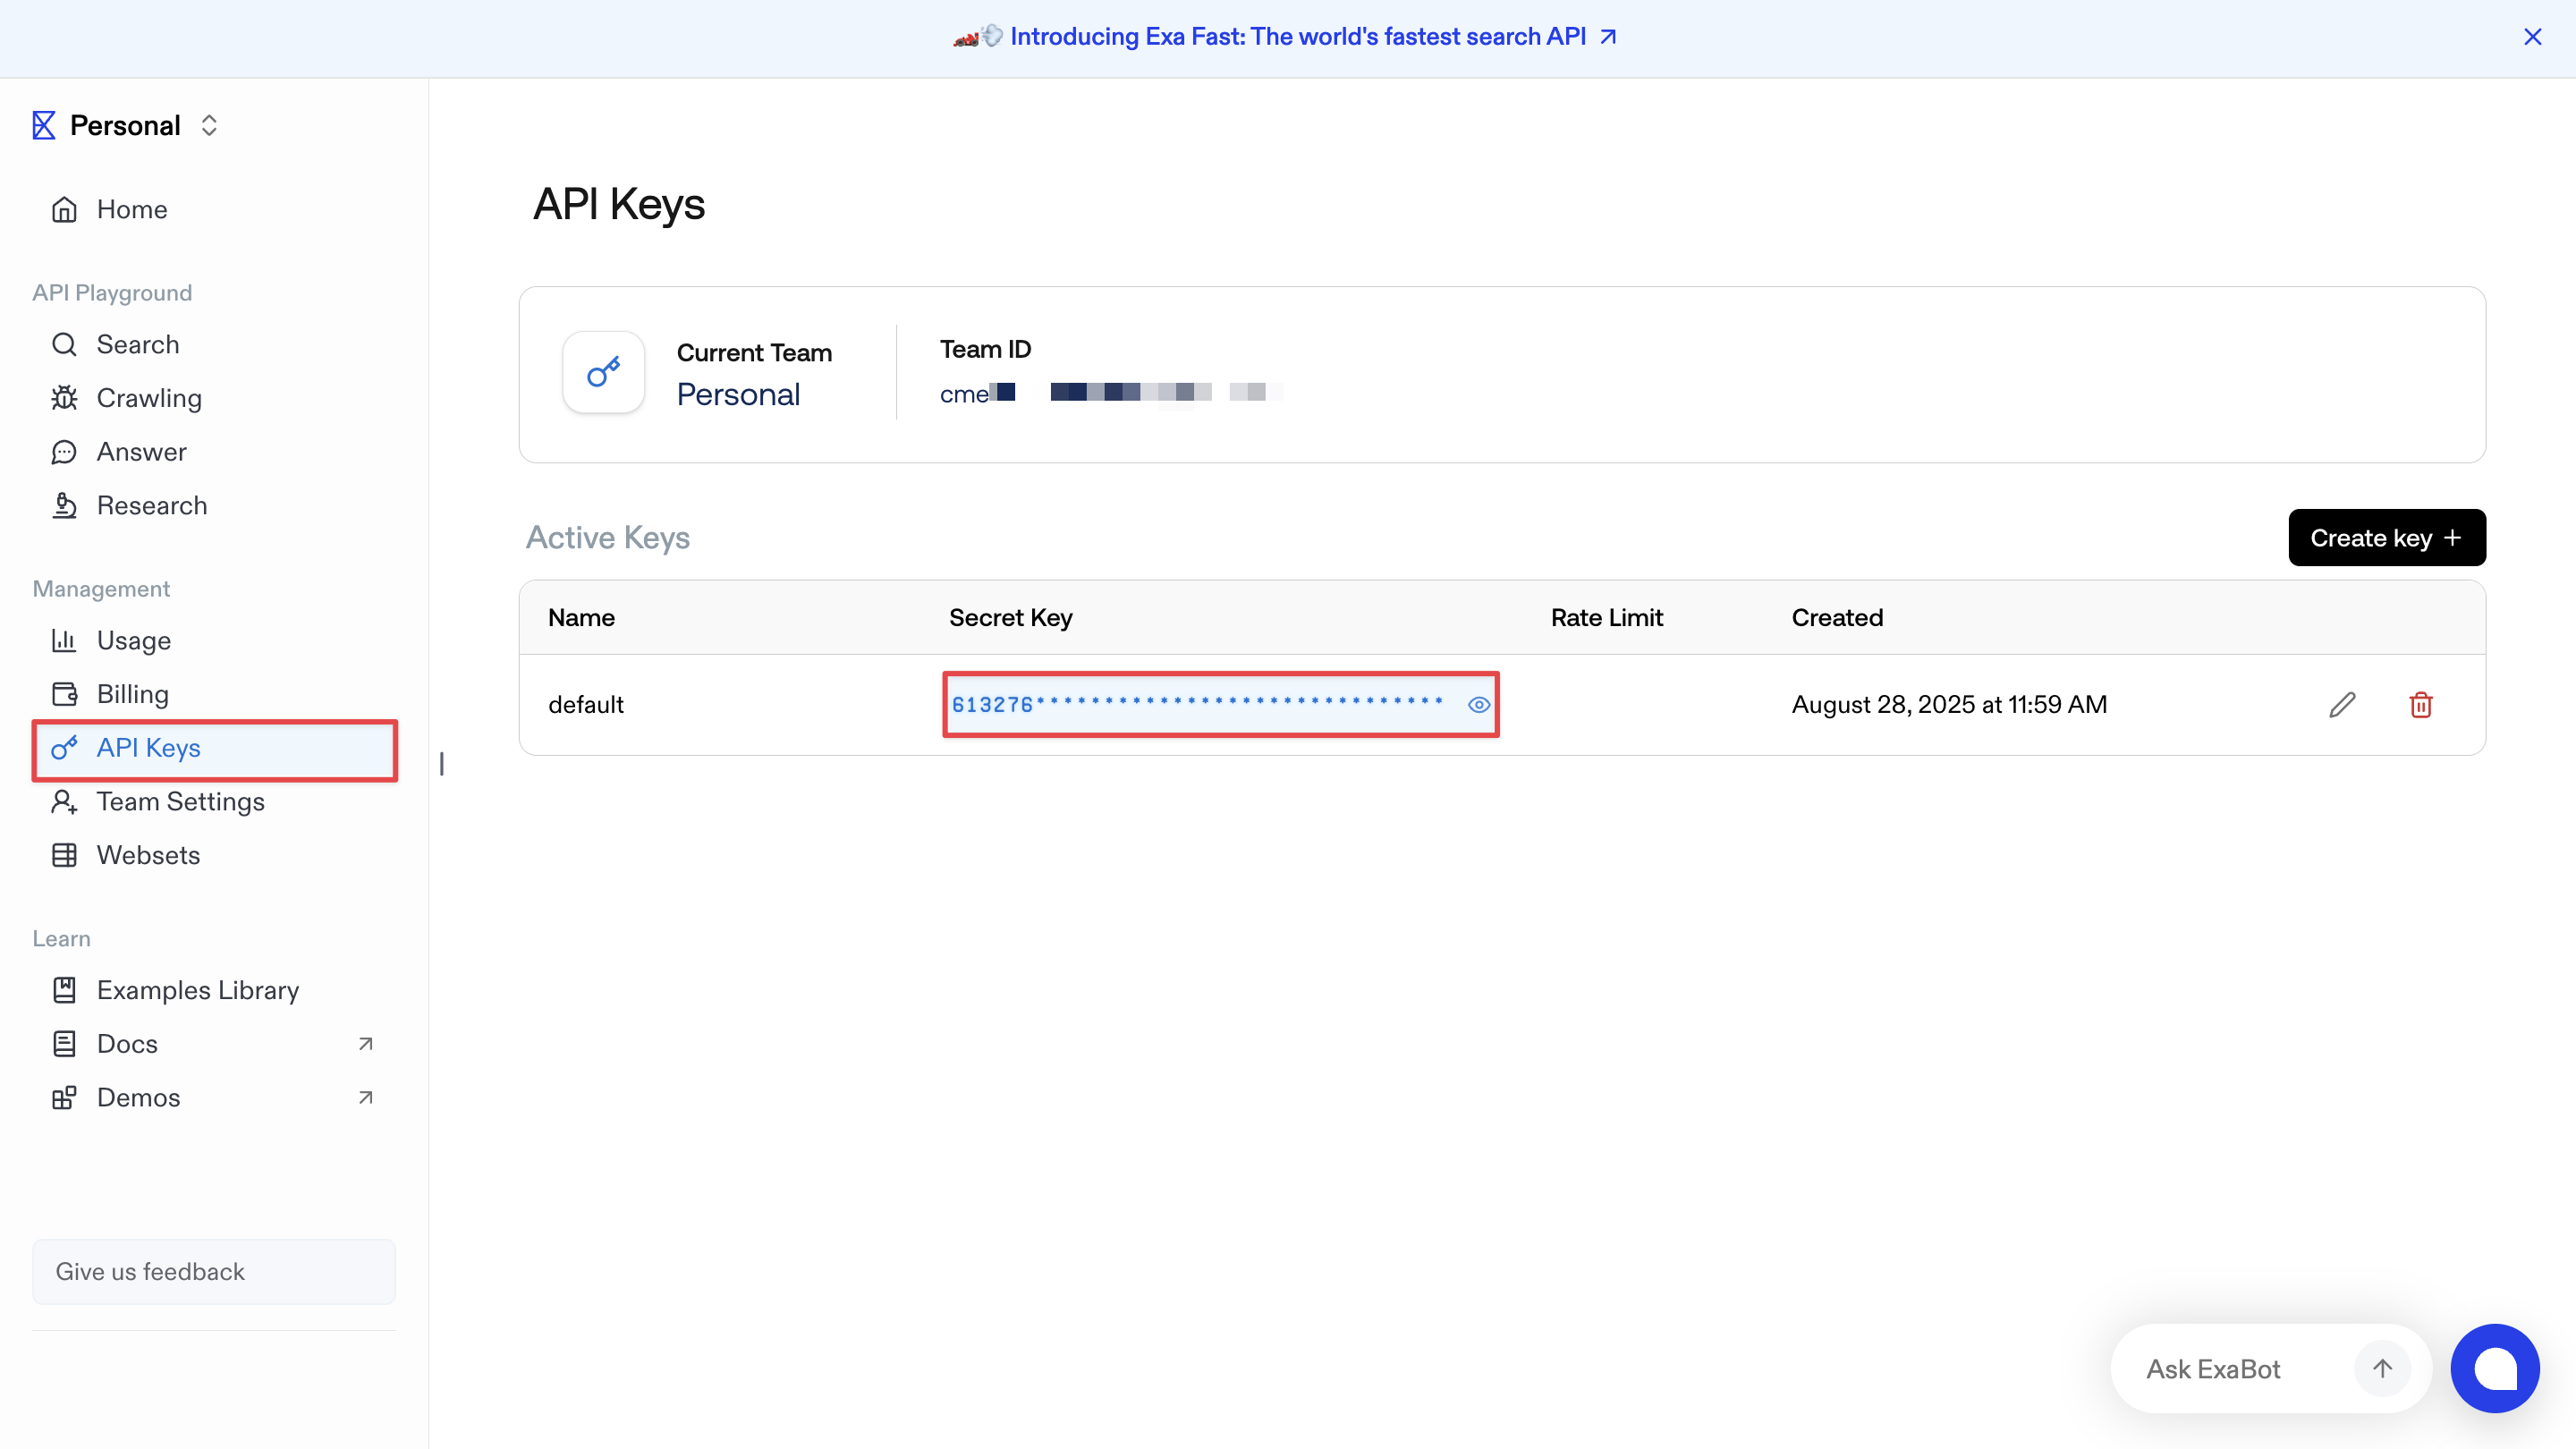 Introducing Exa Fast: The world's fastest search API
Personal
Home
API Playground
Search
Crawling
Answer
Research
Management
Usage
Billing
API Keys
Team Settings
Websets
Learn
Examples Library
Docs
Demos
Give us feedback
API Keys
Current Team
Personal
Team ID
cme
Active Keys
Create key +
Name Secret Key Rate Limit Created
default 613276****************************** August 28, 2025 at 11:59 AM
Ask ExaBot